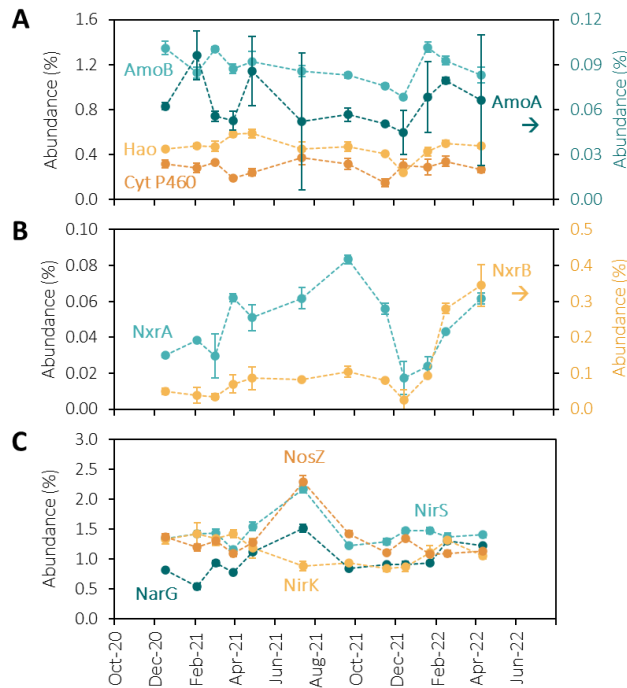 A
Abundance (%)
1.6
1.2
0.8
0.4
0.0
AmoB
Hao
Cyt P460
AmoA
→
0.12
0.09
0.06
0.03
0.00
Abundance (%)
B
Abundance (%)
0.10
0.08
0.06
0.04
0.02
0.00
NxrA
NxrB
→
0.5
0.4
0.3
0.2
0.1
0.0
Abundance (%)
C
Abundance (%)
3.0
2.5
2.0
1.5
1.0
0.5
0.0
NosZ
NirS
NarG
NirK
Oct-20
Dec-20
Feb-21
Apr-21
Jun-21
Aug-21
Oct-21
Dec-21
Feb-22
Apr-22
Jun-22